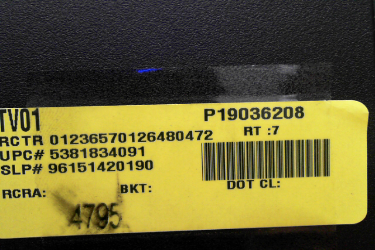 TV01 P19036208
RCTR 01236570126480472 RT :7
UPC# 5381834091
SLP# 96151420190
RCRA: BKT: DOT CL:
4795